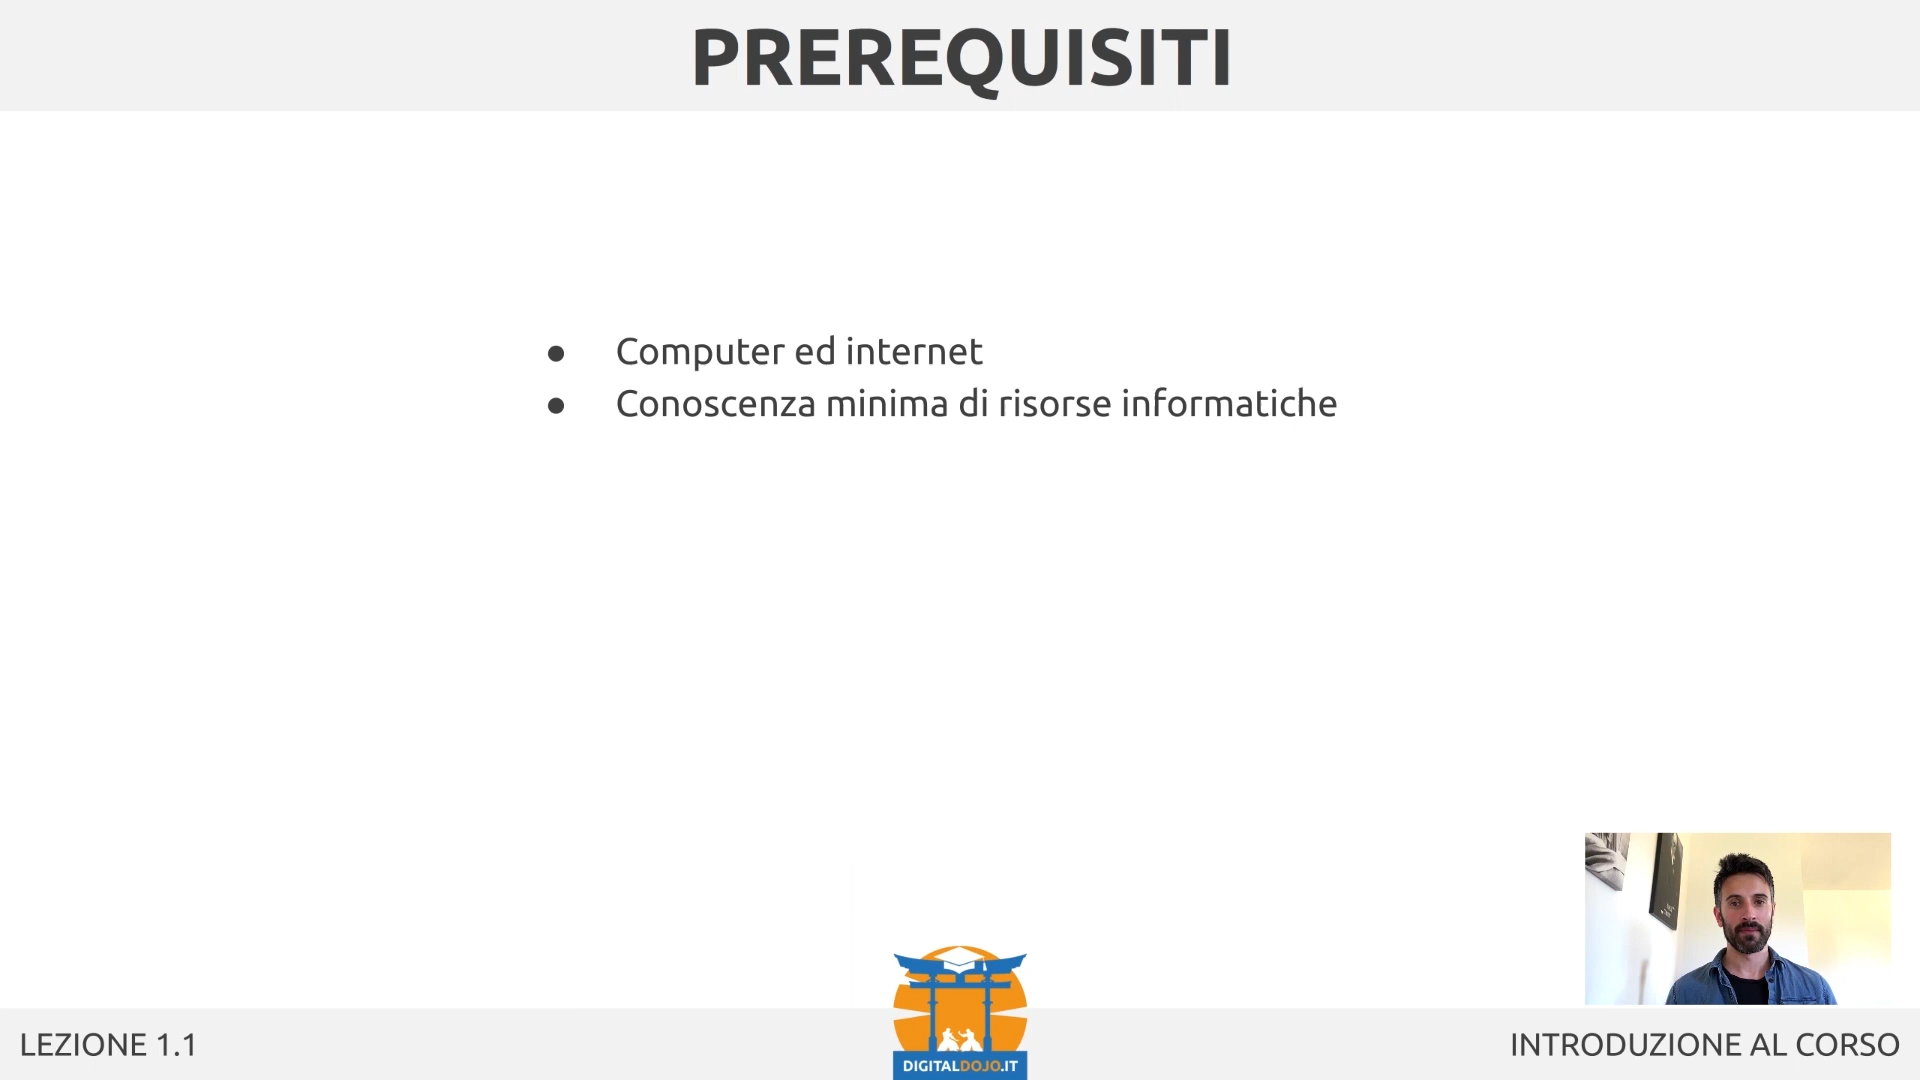 PREREQUISITI
● Computer ed internet
● Conoscenza minima di risorse informatiche
LEZIONE 1.1
DIGITALDOJO.IT
INTRODUZIONE AL CORSO